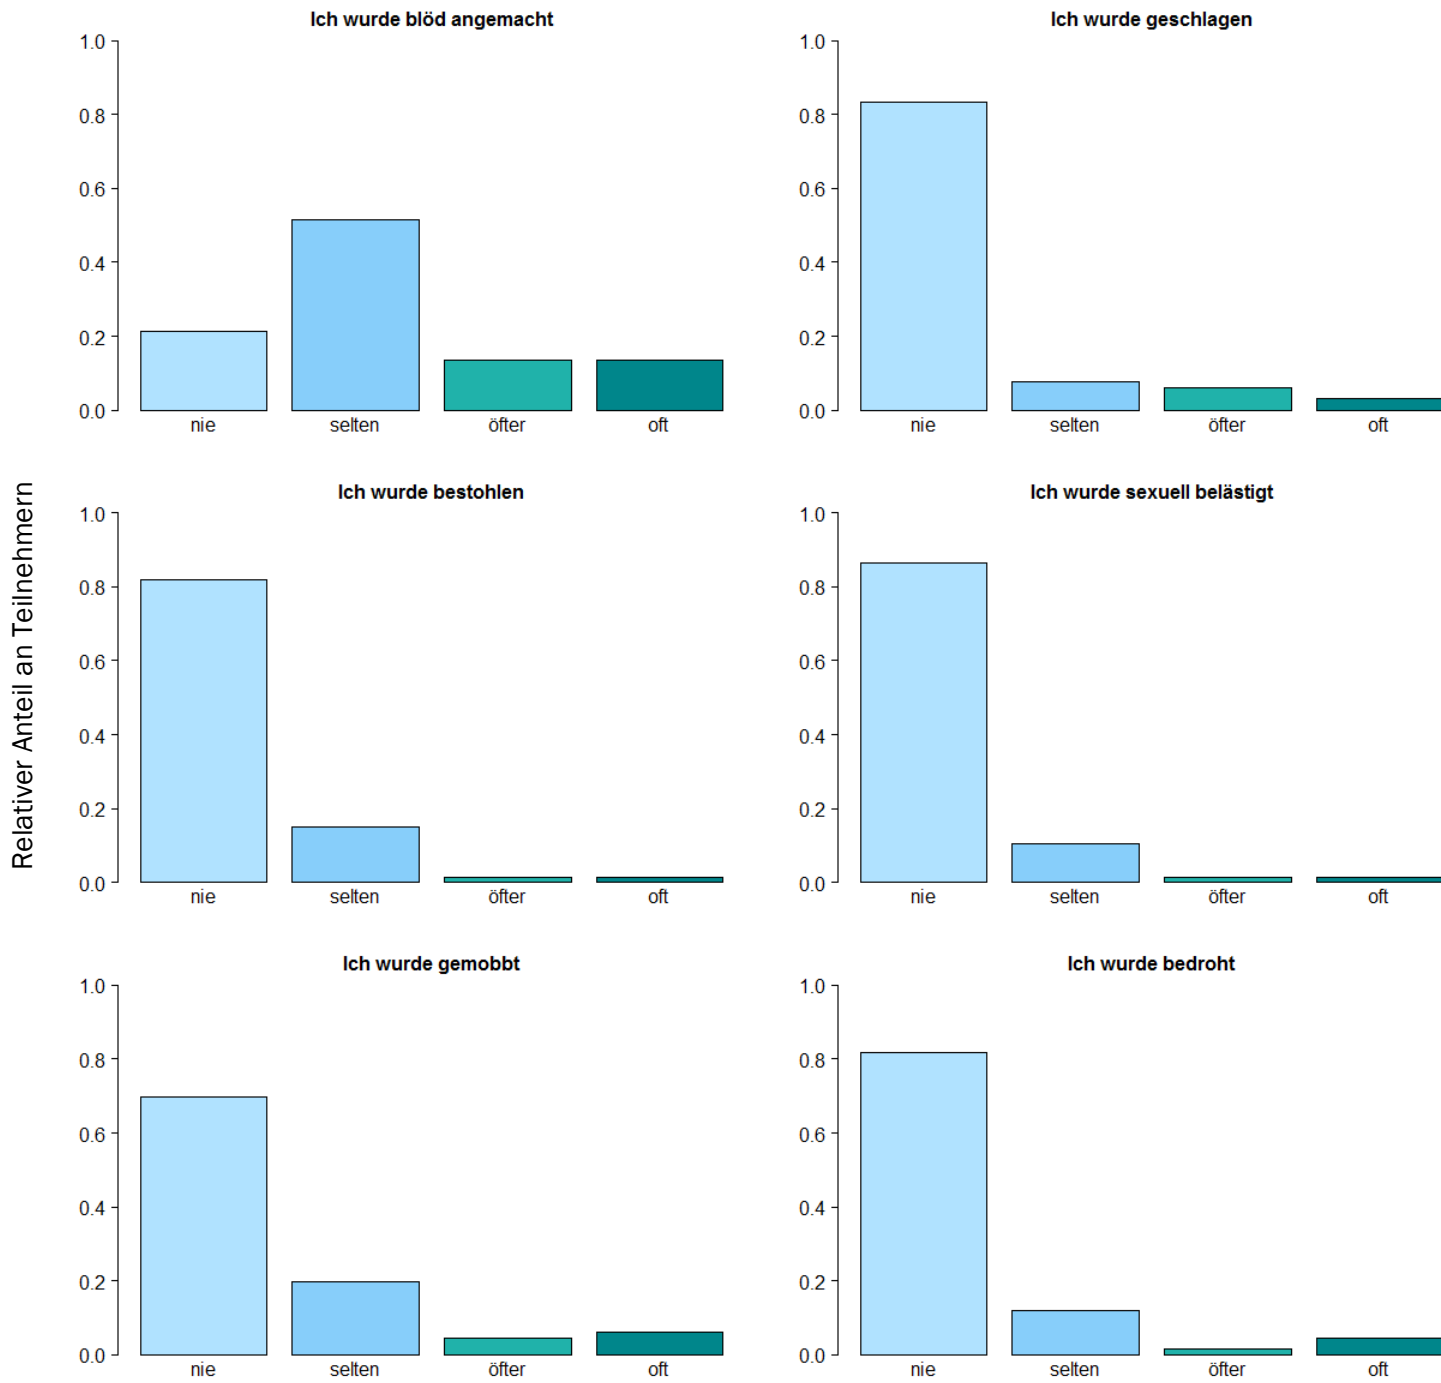 Relativer Anteil an Teilnehmern
Ich wurde blöd angemacht
1.0
0.8
0.6
0.4
0.2
0.0
nie selten öfter oft
Ich wurde geschlagen
1.0
0.8
0.6
0.4
0.2
0.0
nie selten öfter oft
Ich wurde bestohlen
1.0
0.8
0.6
0.4
0.2
0.0
nie selten öfter oft
Ich wurde sexuell belästigt
1.0
0.8
0.6
0.4
0.2
0.0
nie selten öfter oft
Ich wurde gemobbt
1.0
0.8
0.6
0.4
0.2
0.0
nie selten öfter oft
Ich wurde bedroht
1.0
0.8
0.6
0.4
0.2
0.0
nie selten öfter oft